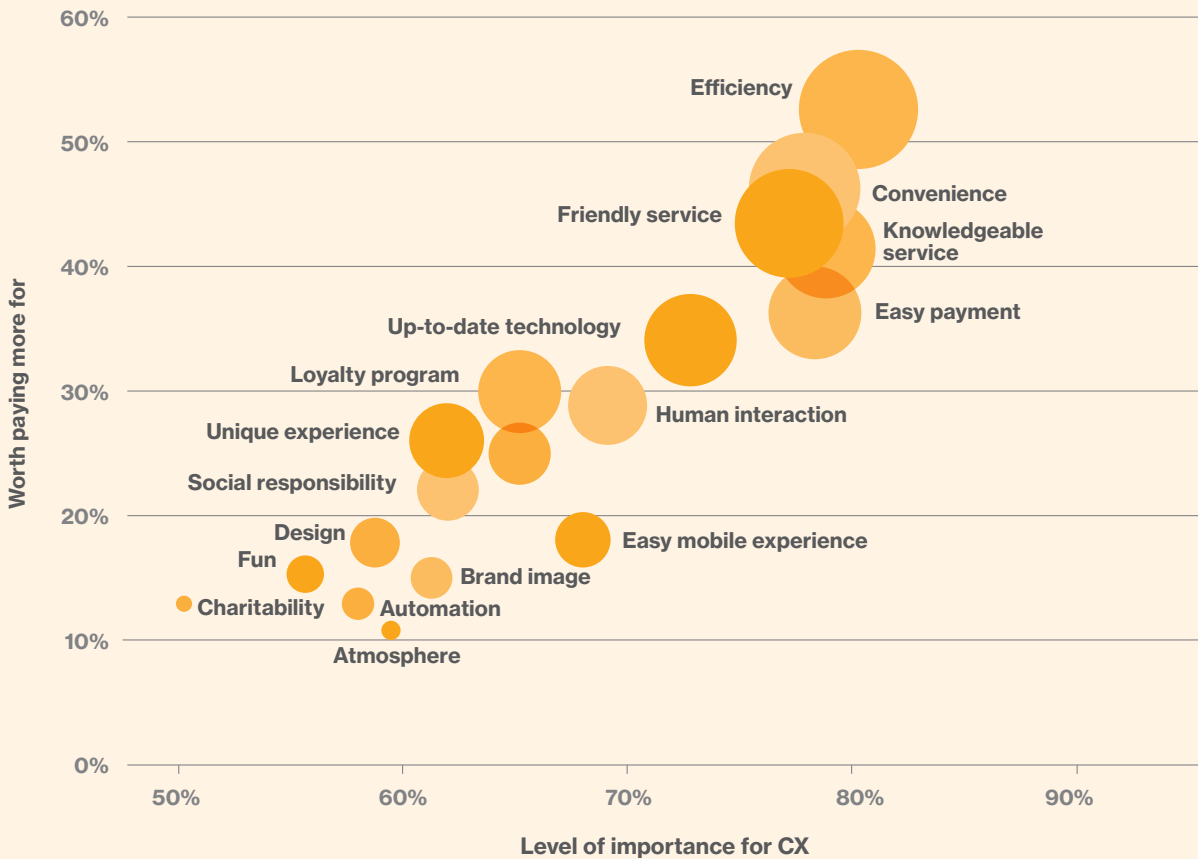 60%
Efficiency
50%
Convenience
Friendly service
Knowledgeable
service
40%
Easy payment
Up-to-date technology
Loyalty program
30%
Human interaction
Unique experience
Social responsibility
20%
Design
Easy mobile experience
Fun
Brand image
Charitability
Automation
10%
Atmosphere
0%
50%
60%
70%
80%
90%
Worth paying more for
Level of importance for CX